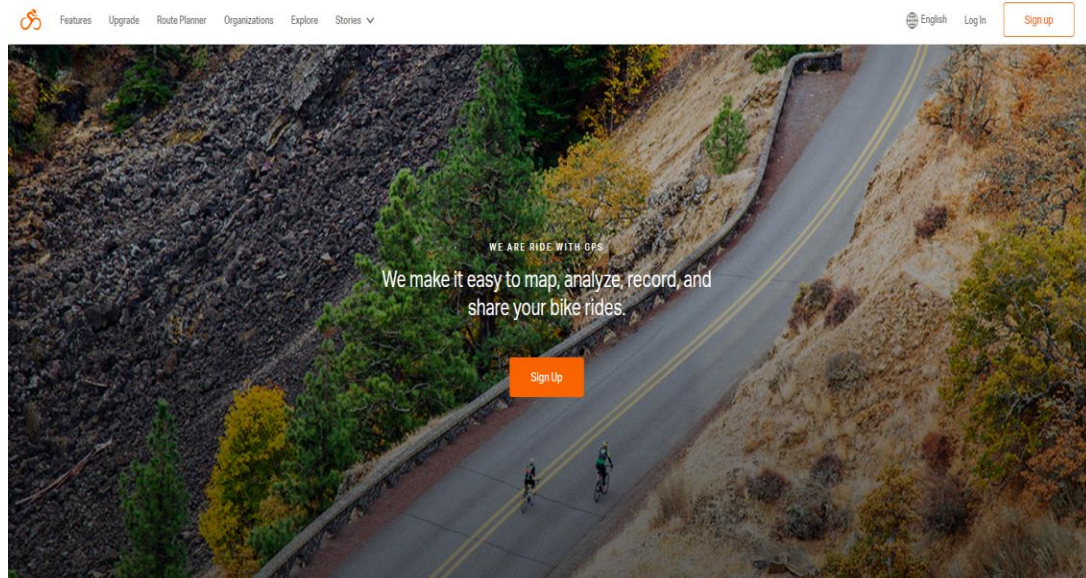 Features Upgrade Route Planner Organizations Explore Stories English Log In Sign up
WE ARE RIDE WITH GPS
We make it easy to map, analyze, record, and
share your bike rides.
Sign Up